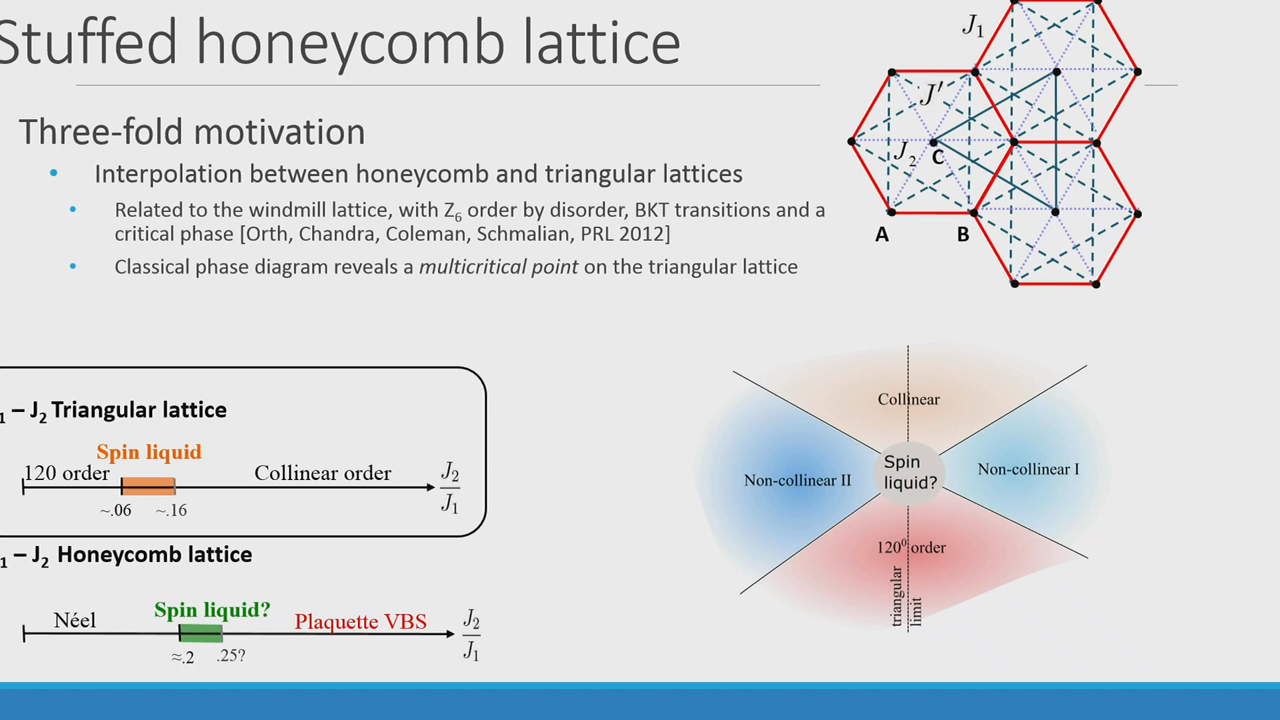 Stuffed honeycomb lattice
Three-fold motivation
• Interpolation between honeycomb and triangular lattices
• Related to the windmill lattice, with Z₆ order by disorder, BKT transitions and a
critical phase [Orth, Chandra, Coleman, Schmalian, PRL 2012]
• Classical phase diagram reveals a multicritical point on the triangular lattice
J₁
J′
J₂
C
A
B
₁ – J₂ Triangular lattice
Spin liquid
120 order
Collinear order
J₂
J₁
~.06
~.16
₁ – J₂ Honeycomb lattice
Spin liquid?
Néel
Plaquette VBS
J₂
J₁
≈.2
.25?
Collinear
Non-collinear II
Spin
liquid?
Non-collinear I
120⁰ order
triangular
limit